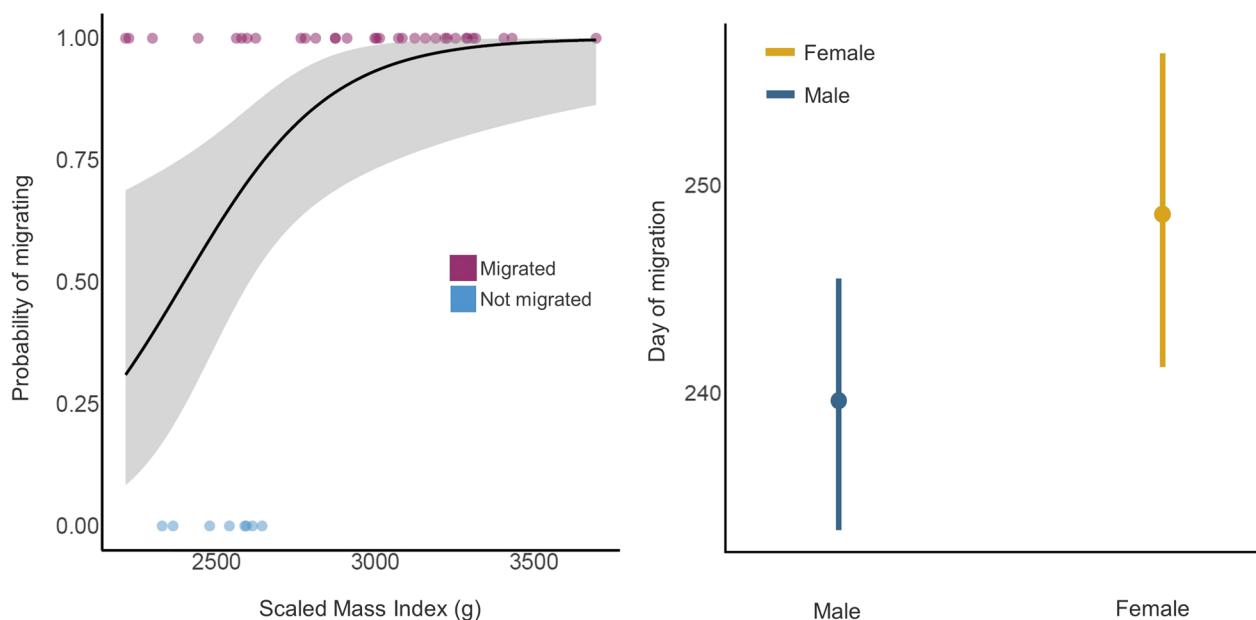 Probability of migrating
1.00
0.75
0.50
0.25
0.00
Migrated
Not migrated
2500 3000 3500
Scaled Mass Index (g)
Day of migration
250
240
Female
Male
Male Female